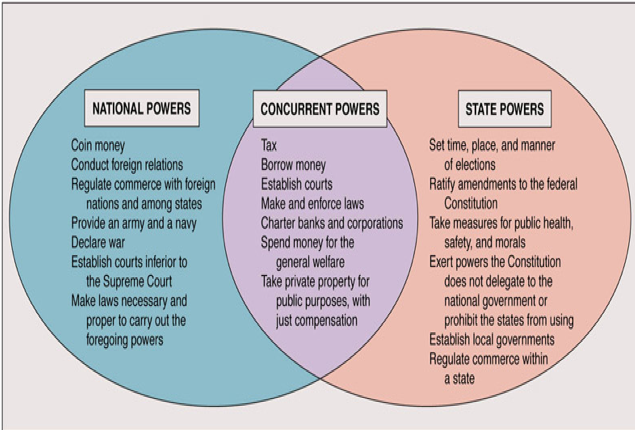 NATIONAL POWERS
Coin money
Conduct foreign relations
Regulate commerce with foreign
nations and among states
Provide an army and a navy
Declare war
Establish courts inferior to
the Supreme Court
Make laws necessary and
proper to carry out the
foregoing powers
CONCURRENT POWERS
Tax
Borrow money
Establish courts
Make and enforce laws
Charter banks and corporations
Spend money for the
general welfare
Take private property for
public purposes, with
just compensation
STATE POWERS
Set time, place, and manner
of elections
Ratify amendments to the federal
Constitution
Take measures for public health,
safety, and morals
Exert powers the Constitution
does not delegate to the
national government or
prohibit the states from using
Establish local governments
Regulate commerce within
a state